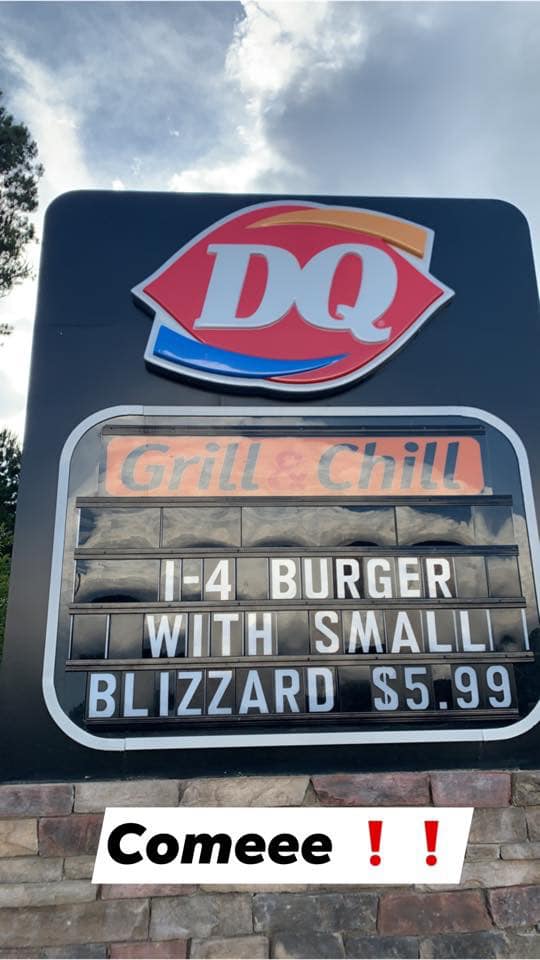 DQ
Grill & Chill
1-4 BURGER
WITH SMALL
BLIZZARD $5.99
Comeee ❗❗